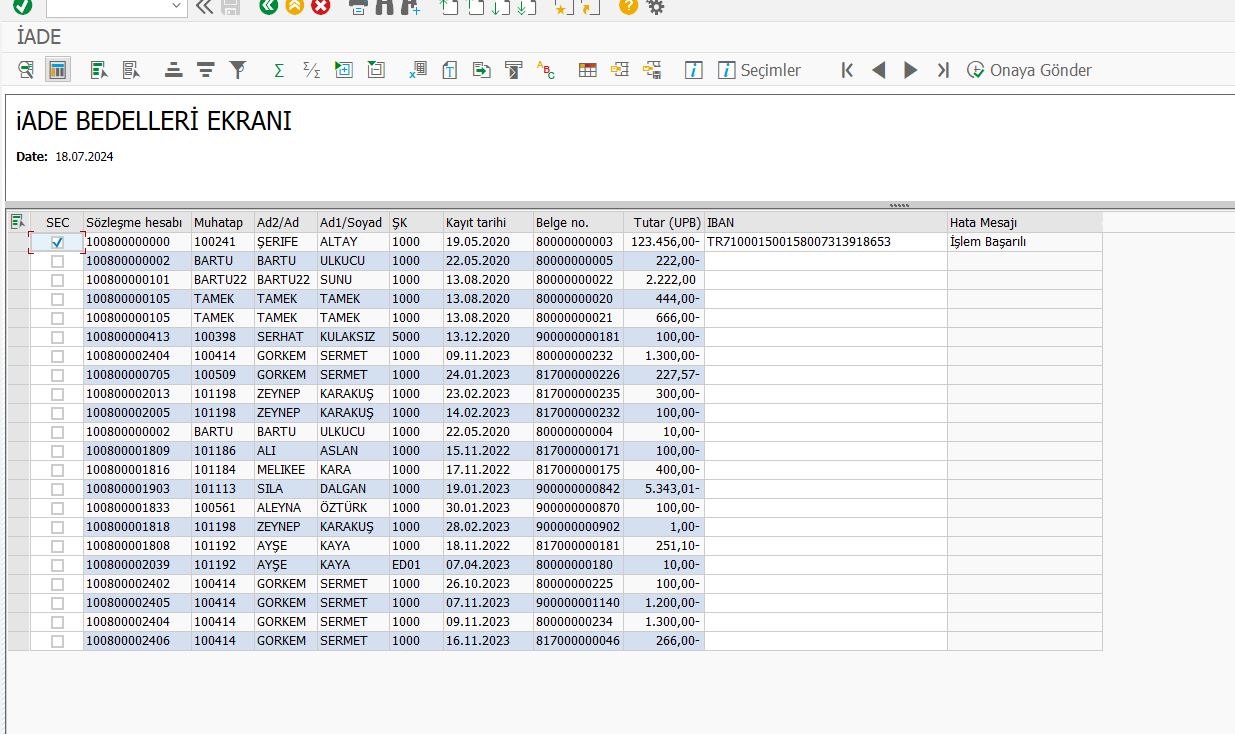 İADE
Seçimler Onaya Gönder
iADE BEDELLERİ EKRANI
Date: 18.07.2024
SEC Sözleşme hesabı Muhatap Ad2/Ad Ad1/Soyad ŞK Kayıt tarihi Belge no. Tutar (UPB) IBAN Hata Mesajı
100800000000 100241 ŞERIFE ALTAY 1000 19.05.2020 80000000003 123.456,00- TR710001500158007313918653 İşlem Başarılı
100800000002 BARTU BARTU ULKUCU 1000 22.05.2020 80000000005 222,00-
100800000101 BARTU22 BARTU22 SUNU 1000 13.08.2020 80000000022 2.222,00
100800000105 TAMEK TAMEK TAMEK 1000 13.08.2020 80000000020 444,00-
100800000105 TAMEK TAMEK TAMEK 1000 13.08.2020 80000000021 666,00-
100800000413 100398 SERHAT KULAKSIZ 5000 13.12.2020 900000000181 100,00-
100800002404 100414 GORKEM SERMET 1000 09.11.2023 80000000232 1.300,00-
100800000705 100509 GORKEM SERMET 1000 24.01.2023 817000000226 227,57-
100800002013 101198 ZEYNEP KARAKUŞ 1000 23.02.2023 817000000235 300,00-
100800002005 101198 ZEYNEP KARAKUŞ 1000 14.02.2023 817000000232 100,00-
100800000002 BARTU BARTU ULKUCU 1000 22.05.2020 80000000004 10,00-
100800001809 101186 ALI ASLAN 1000 15.11.2022 817000000171 100,00-
100800001816 101184 MELIKEE KARA 1000 17.11.2022 817000000175 400,00-
100800001903 101113 SILA DALGAN 1000 19.01.2023 900000000842 5.343,01-
100800001833 100561 ALEYNA ÖZTÜRK 1000 30.01.2023 900000000870 100,00-
100800001818 101198 ZEYNEP KARAKUŞ 1000 28.02.2023 900000000902 1,00-
100800001808 101192 AYŞE KAYA 1000 18.11.2022 817000000181 251,10-
100800002039 101192 AYŞE KAYA ED01 07.04.2023 80000000180 10,00-
100800002402 100414 GORKEM SERMET 1000 26.10.2023 80000000225 100,00-
100800002405 100414 GORKEM SERMET 1000 07.11.2023 900000001140 1.200,00-
100800002404 100414 GORKEM SERMET 1000 09.11.2023 80000000234 1.300,00-
100800002406 100414 GORKEM SERMET 1000 16.11.2023 817000000046 266,00-